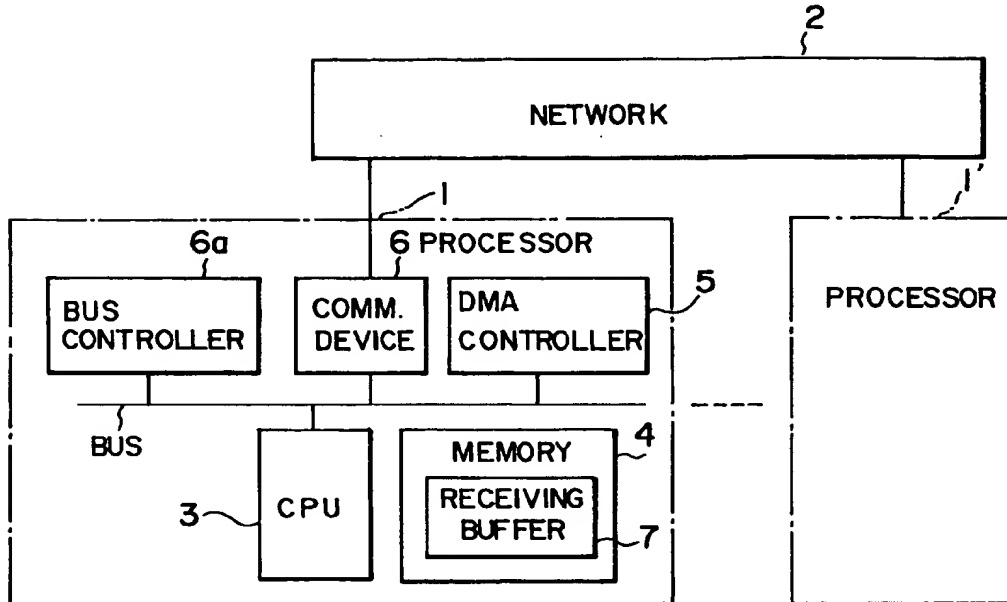 2
NETWORK
1
1'
6a
6 PROCESSOR
BUS
CONTROLLER
COMM.
DEVICE
DMA
CONTROLLER
5
PROCESSOR
BUS
3
CPU
MEMORY
4
RECEIVING
BUFFER
7